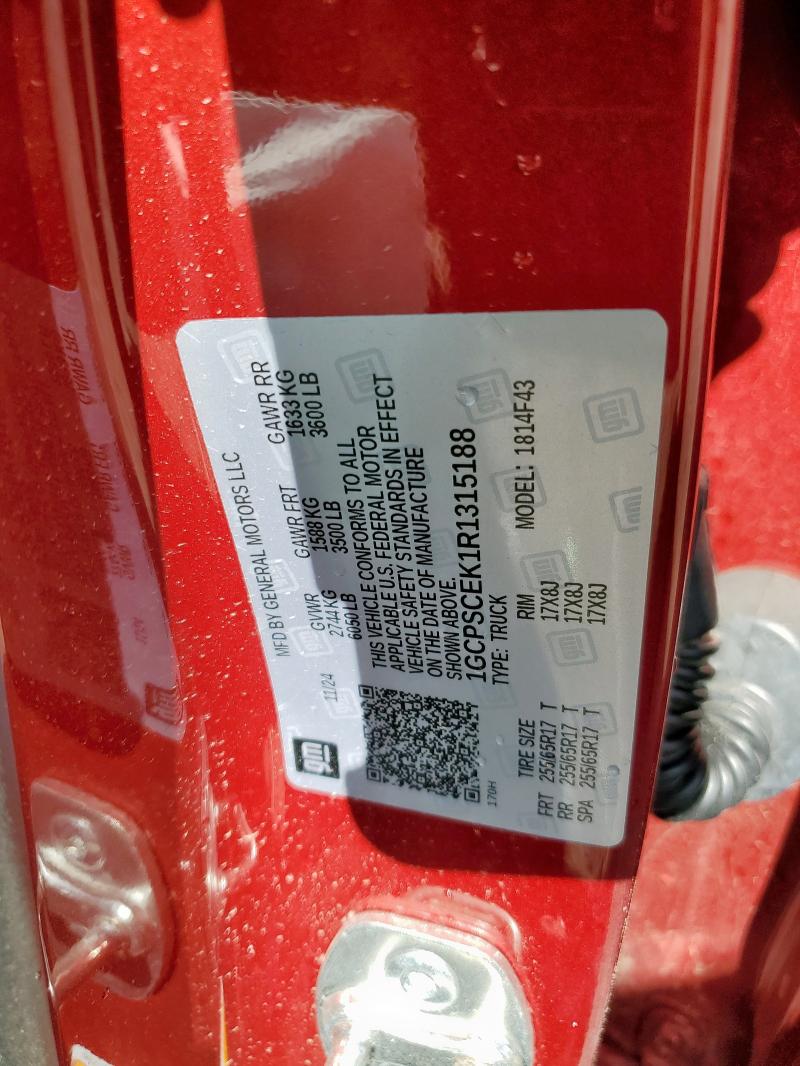 gm
MFD BY GENERAL MOTORS LLC
11/24
GVWR GAWR FRT GAWR RR
2744 KG 1588 KG 1633 KG
6050 LB 3500 LB 3600 LB
THIS VEHICLE CONFORMS TO ALL
APPLICABLE U.S. FEDERAL MOTOR
VEHICLE SAFETY STANDARDS IN EFFECT
ON THE DATE OF MANUFACTURE
SHOWN ABOVE.
1GCPSCEK1R1315188
TYPE: TRUCK MODEL: 1814F43
170H
TIRE SIZE RIM
FRT 255/65R17 T 17X8J
RR 255/65R17 T 17X8J
SPA 255/65R17 T 17X8J